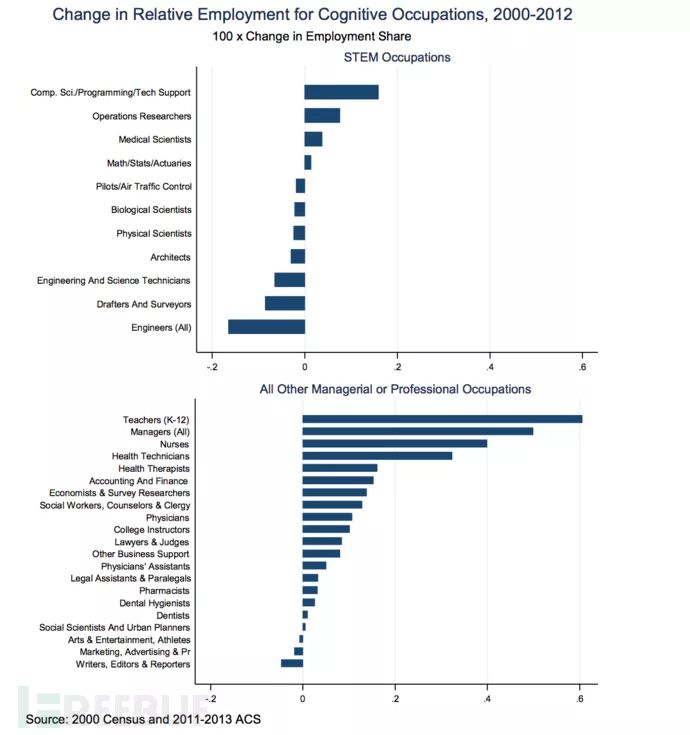 Change in Relative Employment for Cognitive Occupations, 2000-2012
100 x Change in Employment Share
STEM Occupations
Comp. Sci./Programming/Tech Support
Operations Researchers
Medical Scientists
Math/Stats/Actuaries
Pilots/Air Traffic Control
Biological Scientists
Physical Scientists
Architects
Engineering And Science Technicians
Drafters And Surveyors
Engineers (All)
-.2 0 .2 .4 .6
All Other Managerial or Professional Occupations
Teachers (K-12)
Managers (All)
Nurses
Health Technicians
Health Therapists
Accounting And Finance
Economists & Survey Researchers
Social Workers, Counselors & Clergy
Physicians
College Instructors
Lawyers & Judges
Other Business Support
Physicians' Assistants
Legal Assistants & Paralegals
Pharmacists
Dental Hygienists
Dentists
Social Scientists And Urban Planners
Arts & Entertainment, Athletes
Marketing, Advertising & Pr
Writers, Editors & Reporters
-.2 0 .2 .4 .6
Source: 2000 Census and 2011-2013 ACS